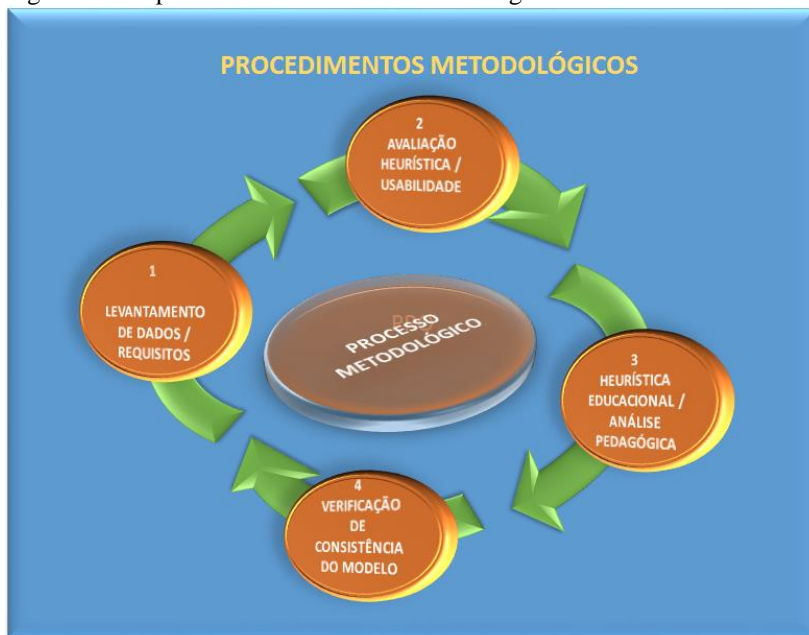 PROCEDIMENTOS METODOLÓGICOS
1
LEVANTAMENTO
DE DADOS /
REQUISITOS
2
AVALIAÇÃO
HEURÍSTICA /
USABILIDADE
3
HEURÍSTICA
EDUCACIONAL /
ANÁLISE
PEDAGÓGICA
4
VERIFICAÇÃO
DE
CONSISTÊNCIA
DO MODELO
PROCESSO
METODOLÓGICO